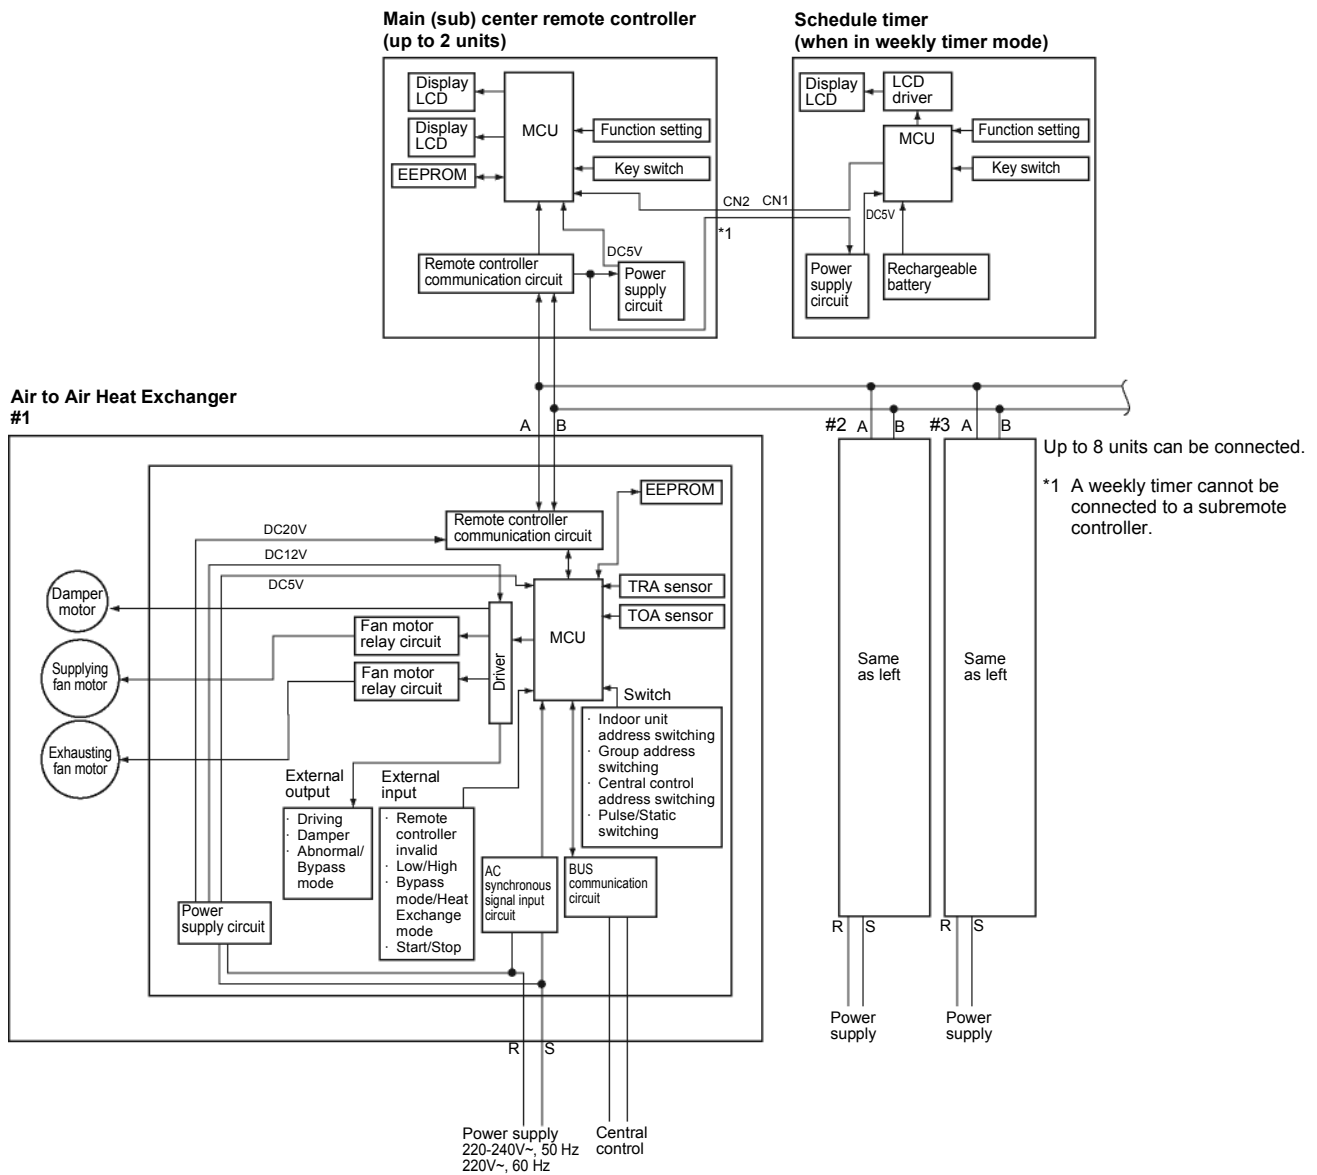 Main (sub) center remote controller
(up to 2 units)
Display
LCD
Display
LCD
EEPROM
MCU
Function setting
Key switch
CN2
CN1
*1
DC5V
Remote controller
communication circuit
Power
supply
circuit
Schedule timer
(when in weekly timer mode)
Display
LCD
LCD
driver
MCU
Function setting
Key switch
DC5V
Power
supply
circuit
Rechargeable
battery
Air to Air Heat Exchanger
#1
A
B
#2
A
B
#3
A
B
Up to 8 units can be connected.
*1 A weekly timer cannot be
connected to a subremote
controller.
EEPROM
Remote controller
communication circuit
DC20V
DC12V
DC5V
TRA sensor
TOA sensor
MCU
Driver
Damper
motor
Fan motor
relay circuit
Supplying
fan motor
Fan motor
relay circuit
Exhausting
fan motor
Switch
· Indoor unit
address switching
· Group address
switching
· Central control
address switching
· Pulse/Static
switching
External
output
· Driving
· Damper
· Abnormal/
Bypass
mode
External
input
· Remote
controller
invalid
· Low/High
· Bypass
mode/Heat
Exchange
mode
· Start/Stop
AC
synchronous
signal input
circuit
BUS
communication
circuit
Power
supply circuit
Same
as left
Same
as left
R
S
Power
supply
R
S
Power
supply
R
S
Power supply
220-240V~, 50 Hz
220V~, 60 Hz
Central
control